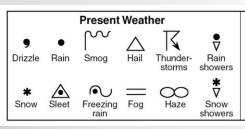 Present Weather
Drizzle Rain Smog Hail Thunder-storms Rain showers
Snow Sleet Freezing rain Fog Haze Snow showers